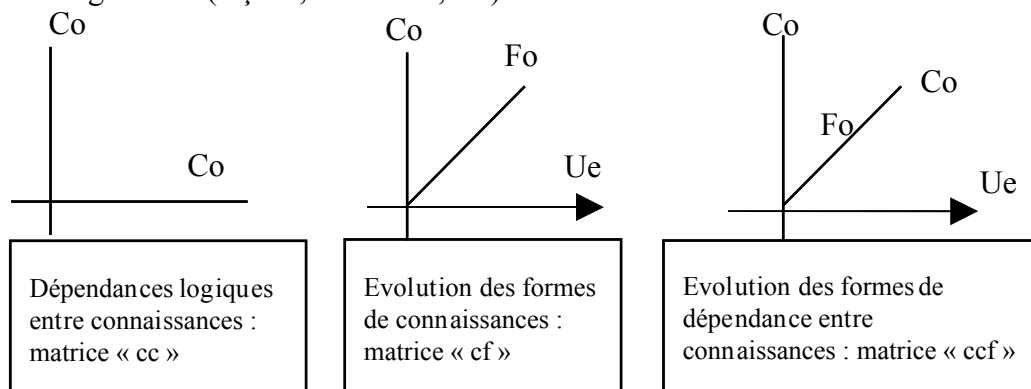 Co
Co
Co
Fo
Ue
Co
Co
Fo
Ue
Dépendances logiques
entre connaissances :
matrice « cc »
Evolution des formes
de connaissances :
matrice « cf »
Evolution des formes de
dépendance entre
connaissances : matrice « ccf »